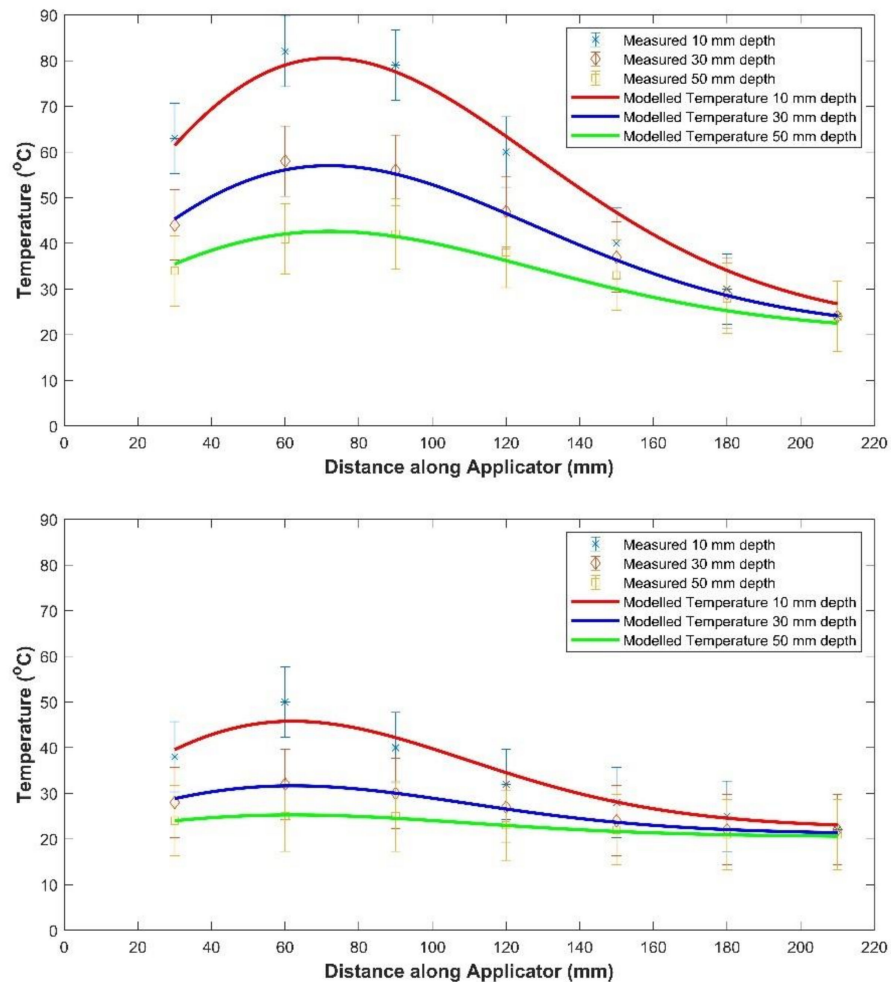 90
80
70
60
50
40
30
20
10
0
Temperature (°C)
Measured 10 mm depth
Measured 30 mm depth
Measured 50 mm depth
Modelled Temperature 10 mm depth
Modelled Temperature 30 mm depth
Modelled Temperature 50 mm depth
0 20 40 60 80 100 120 140 160 180 200 220
Distance along Applicator (mm)
90
80
70
60
50
40
30
20
10
0
Temperature (°C)
Measured 10 mm depth
Measured 30 mm depth
Measured 50 mm depth
Modelled Temperature 10 mm depth
Modelled Temperature 30 mm depth
Modelled Temperature 50 mm depth
0 20 40 60 80 100 120 140 160 180 200 220
Distance along Applicator (mm)